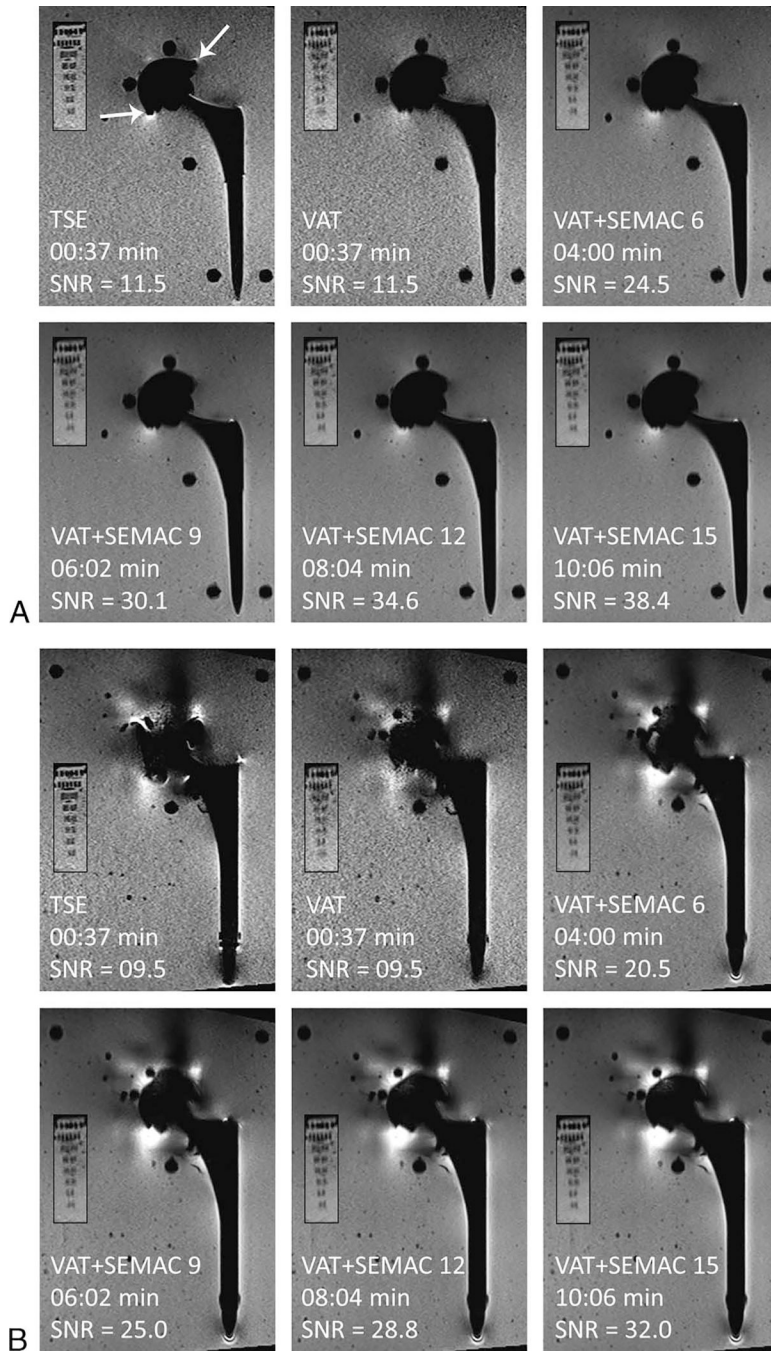 TSE
00:37 min
SNR = 11.5
VAT
00:37 min
SNR = 11.5
VAT+SEMAC 6
04:00 min
SNR = 24.5
VAT+SEMAC 9
06:02 min
SNR = 30.1
VAT+SEMAC 12
08:04 min
SNR = 34.6
VAT+SEMAC 15
10:06 min
SNR = 38.4
A
TSE
00:37 min
SNR = 09.5
VAT
00:37 min
SNR = 09.5
VAT+SEMAC 6
04:00 min
SNR = 20.5
VAT+SEMAC 9
06:02 min
SNR = 25.0
VAT+SEMAC 12
08:04 min
SNR = 28.8
VAT+SEMAC 15
10:06 min
SNR = 32.0
B